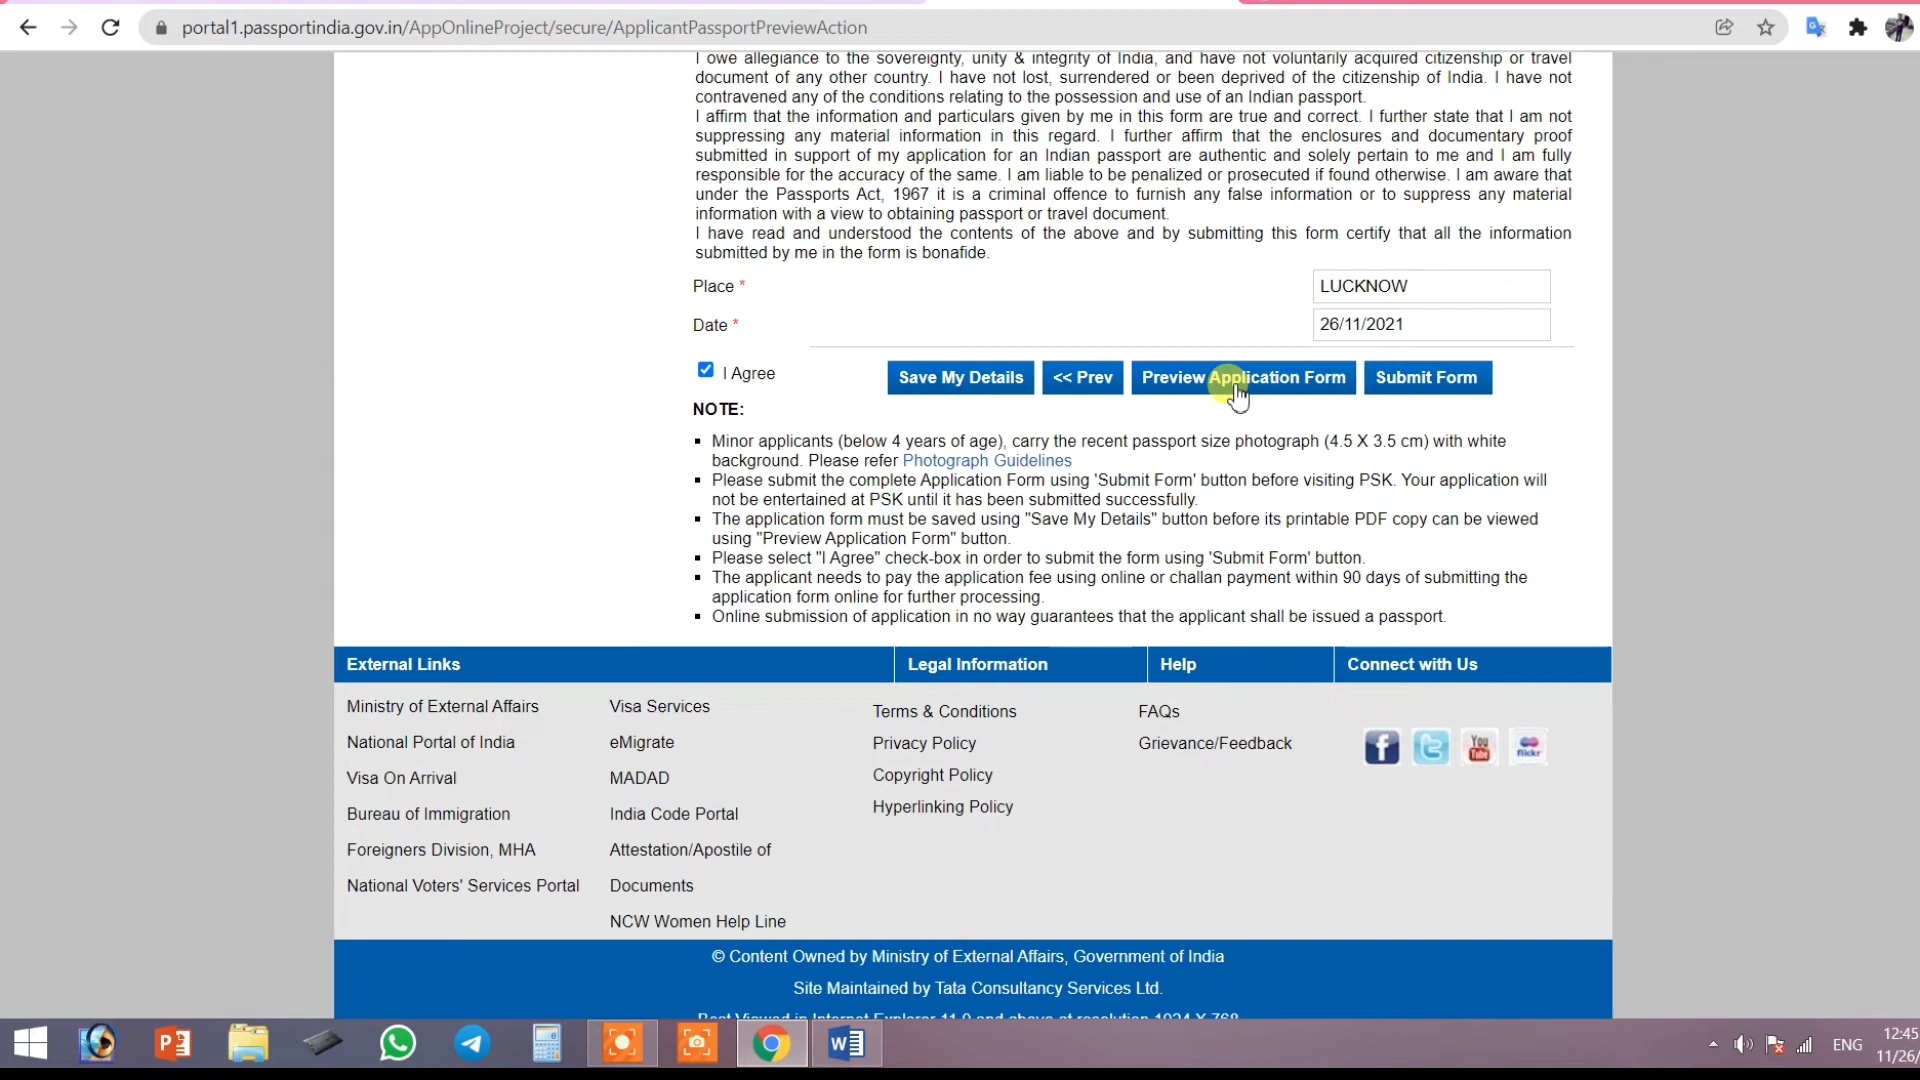 portal1.passportindia.gov.in/AppOnlineProject/secure/ApplicantPassportPreviewAction
I owe allegiance to the sovereignty, unity & integrity of India, and have not voluntarily acquired citizenship or travel
document of any other country. I have not lost, surrendered or been deprived of the citizenship of India. I have not
contravened any of the conditions relating to the possession and use of an Indian passport.
I affirm that the information and particulars given by me in this form are true and correct. I further state that I am not
suppressing any material information in this regard. I further affirm that the enclosures and documentary proof
submitted in support of my application for an Indian passport are authentic and solely pertain to me and I am fully
responsible for the accuracy of the same. I am liable to be penalized or prosecuted if found otherwise. I am aware that
under the Passports Act, 1967 it is a criminal offence to furnish any false information or to suppress any material
information with a view to obtaining passport or travel document.
I have read and understood the contents of the above and by submitting this form certify that all the information
submitted by me in the form is bonafide.
Place * LUCKNOW
Date * 26/11/2021
I Agree Save My Details << Prev Preview Application Form Submit Form
NOTE:
▪ Minor applicants (below 4 years of age), carry the recent passport size photograph (4.5 X 3.5 cm) with white
background. Please refer Photograph Guidelines
▪ Please submit the complete Application Form using 'Submit Form' button before visiting PSK. Your application will
not be entertained at PSK until it has been submitted successfully.
▪ The application form must be saved using "Save My Details" button before its printable PDF copy can be viewed
using "Preview Application Form" button.
▪ Please select "I Agree" check-box in order to submit the form using 'Submit Form' button.
▪ The applicant needs to pay the application fee using online or challan payment within 90 days of submitting the
application form online for further processing.
▪ Online submission of application in no way guarantees that the applicant shall be issued a passport.
External Links Legal Information Help Connect with Us
Ministry of External Affairs Visa Services Terms & Conditions FAQs
National Portal of India eMigrate Privacy Policy Grievance/Feedback
Visa On Arrival MADAD Copyright Policy
Bureau of Immigration India Code Portal Hyperlinking Policy
Foreigners Division, MHA Attestation/Apostile of
National Voters' Services Portal Documents
NCW Women Help Line
You
Tube
flickr
© Content Owned by Ministry of External Affairs, Government of India
Site Maintained by Tata Consultancy Services Ltd.
Best Viewed in Internet Explorer 11.0 and above at resolution 1024 X 768
ENG
12:45
11/26/